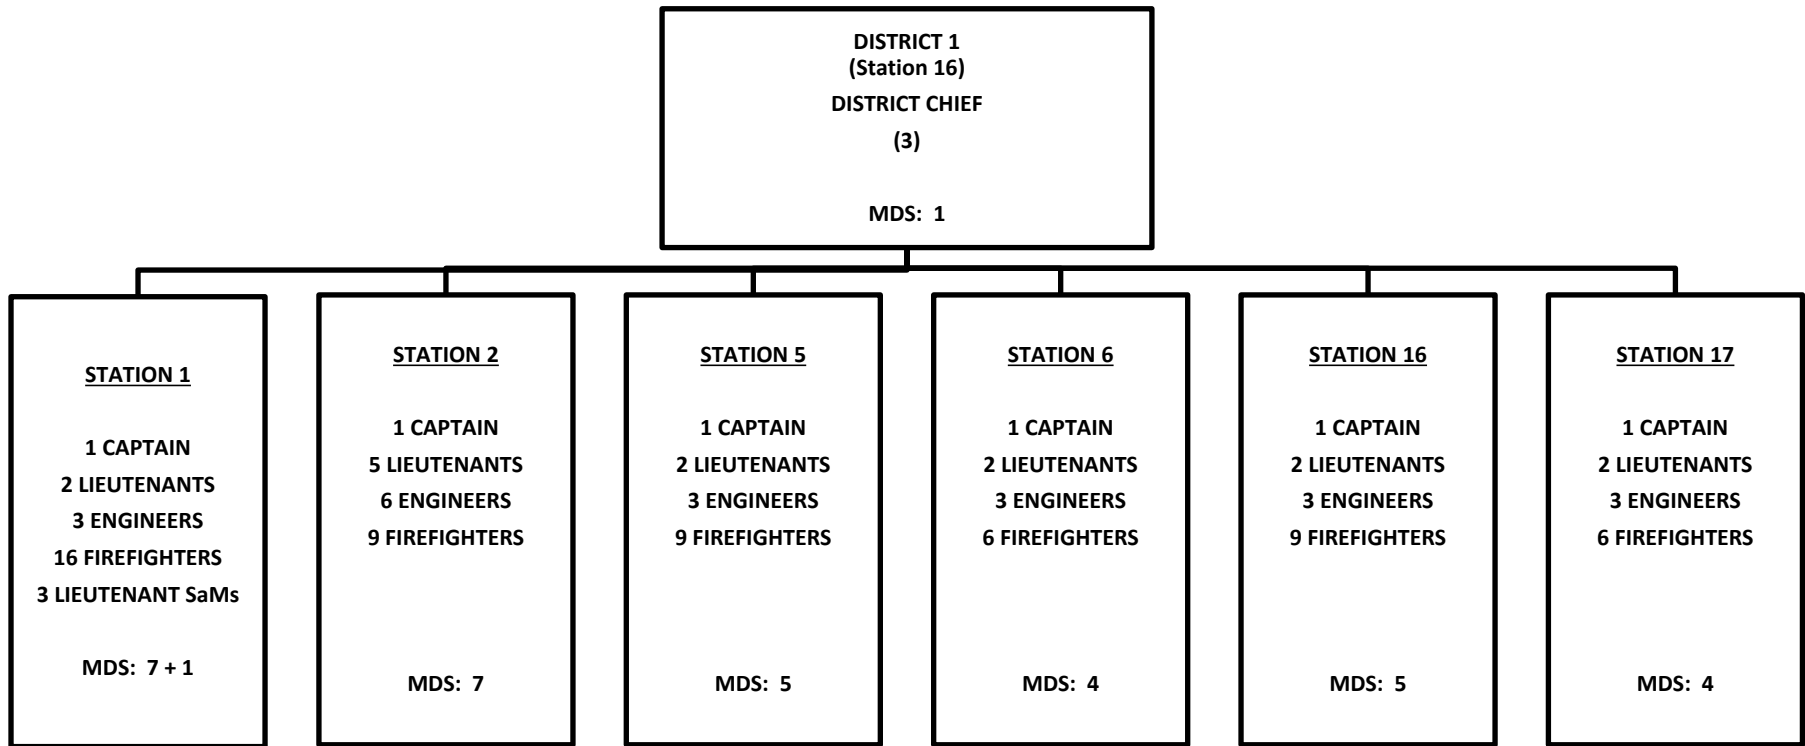 DISTRICT 1
(Station 16)
DISTRICT CHIEF
(3)
MDS: 1
STATION 1
1 CAPTAIN
2 LIEUTENANTS
3 ENGINEERS
16 FIREFIGHTERS
3 LIEUTENANT SaMs
MDS: 7 + 1
STATION 2
1 CAPTAIN
5 LIEUTENANTS
6 ENGINEERS
9 FIREFIGHTERS
MDS: 7
STATION 5
1 CAPTAIN
2 LIEUTENANTS
3 ENGINEERS
9 FIREFIGHTERS
MDS: 5
STATION 6
1 CAPTAIN
2 LIEUTENANTS
3 ENGINEERS
6 FIREFIGHTERS
MDS: 4
STATION 16
1 CAPTAIN
2 LIEUTENANTS
3 ENGINEERS
9 FIREFIGHTERS
MDS: 5
STATION 17
1 CAPTAIN
2 LIEUTENANTS
3 ENGINEERS
6 FIREFIGHTERS
MDS: 4